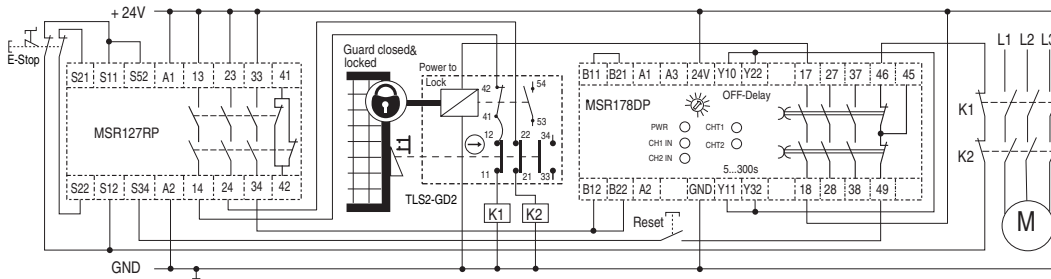 + 24V
E-Stop
S21 S11 S52 A1 13 23 33 41
MSR127RP
S22 S12 S34 A2 14 24 34 42
Guard closed&
locked
Power to
Lock
42 54
41 53
12 22 34
11 21 33
TLS2-GD2
K1 K2
B11 B21 A1 A3 24V Y10 Y22 17 27 37 46 45
MSR178DP
OFF-Delay
PWR CHT1
CH1 IN CHT2
CH2 IN
5...300s
B12 B22 A2 GND Y11 Y32 18 28 38 49
Reset
L1 L2 L3
K1
K2
M
GND